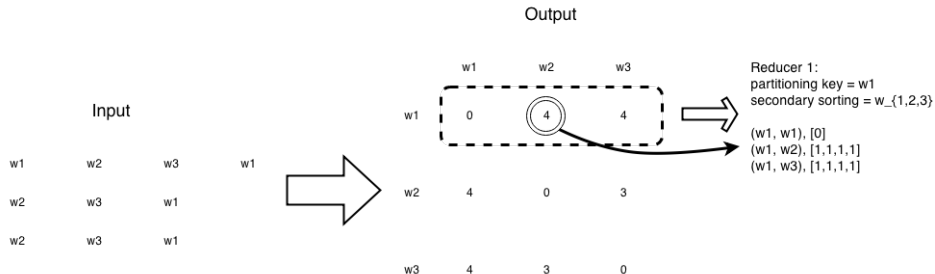 Output
Input
w1 w2 w3 w1
w2 w3 w1
w2 w3 w1
w1 w2 w3
w1 0 4 4
w2 4 0 3
w3 4 3 0
Reducer 1:
partitioning key = w1
secondary sorting = w_{1,2,3}
(w1, w1), [0]
(w1, w2), [1,1,1,1]
(w1, w3), [1,1,1,1]